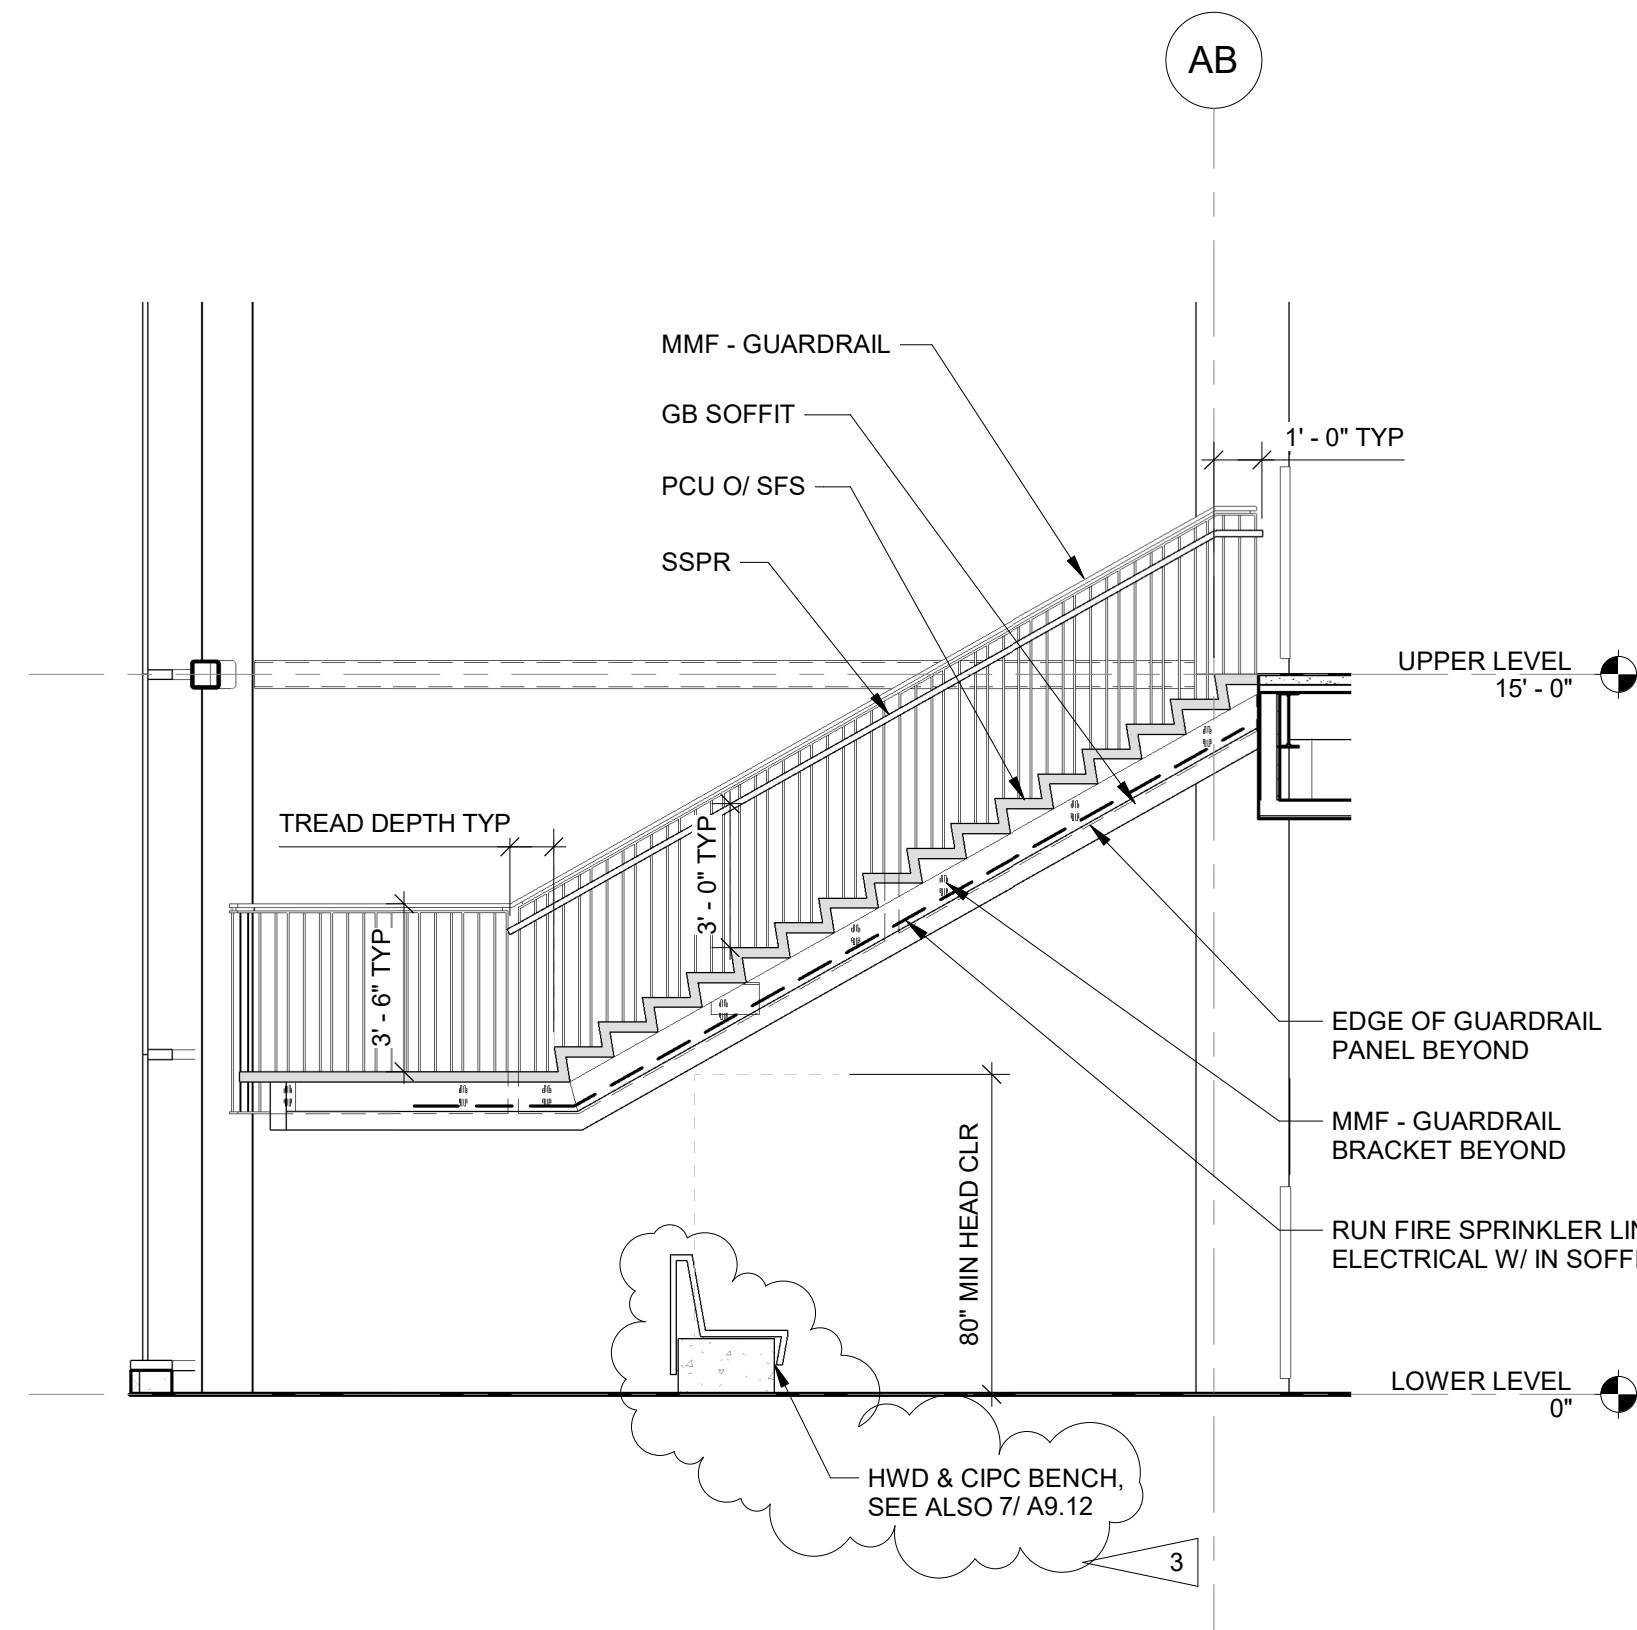 AB
MMF - GUARDRAIL
GB SOFFIT
PCU O/ SFS
SSPR
1' - 0" TYP
UPPER LEVEL
15' - 0"
TREAD DEPTH TYP
3' - 0" TYP
3' - 6" TYP
EDGE OF GUARDRAIL
PANEL BEYOND
MMF - GUARDRAIL
BRACKET BEYOND
RUN FIRE SPRINKLER
ELECTRICAL W/ IN
80" MIN HEAD CLR
LOWER LEVEL
0"
HWD & CIPC BENCH,
SEE ALSO 7/ A9.12
3